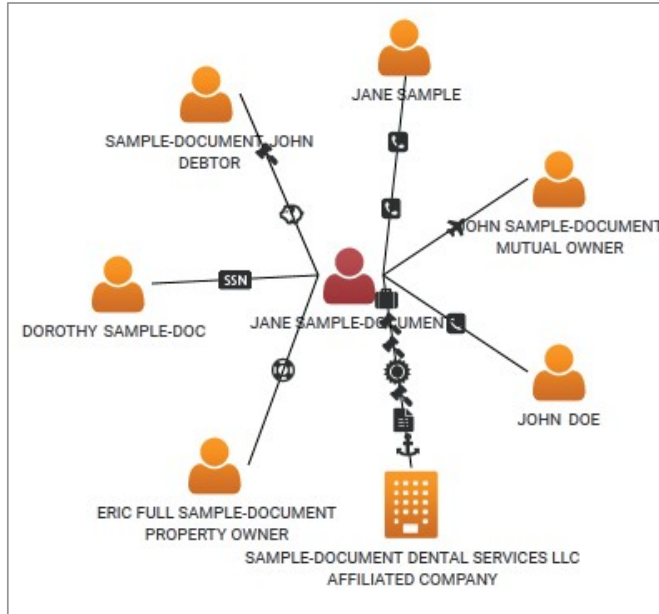 JANE SAMPLE
SAMPLE-DOCUMENT, JOHN
DEBTOR
JOHN SAMPLE-DOCUMENT
MUTUAL OWNER
SSN
DOROTHY SAMPLE-DOC
JANE SAMPLE-DOCUMENT
JOHN DOE
ERIC FULL SAMPLE-DOCUMENT
PROPERTY OWNER
SAMPLE-DOCUMENT DENTAL SERVICES LLC
AFFILIATED COMPANY